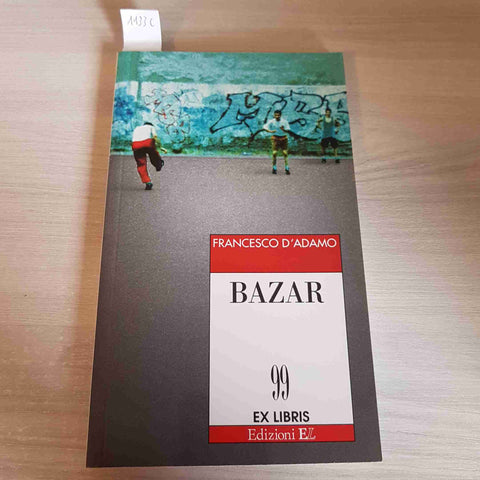 1193C
FRANCESCO D'ADAMO
BAZAR
99
EX LIBRIS
Edizioni EL